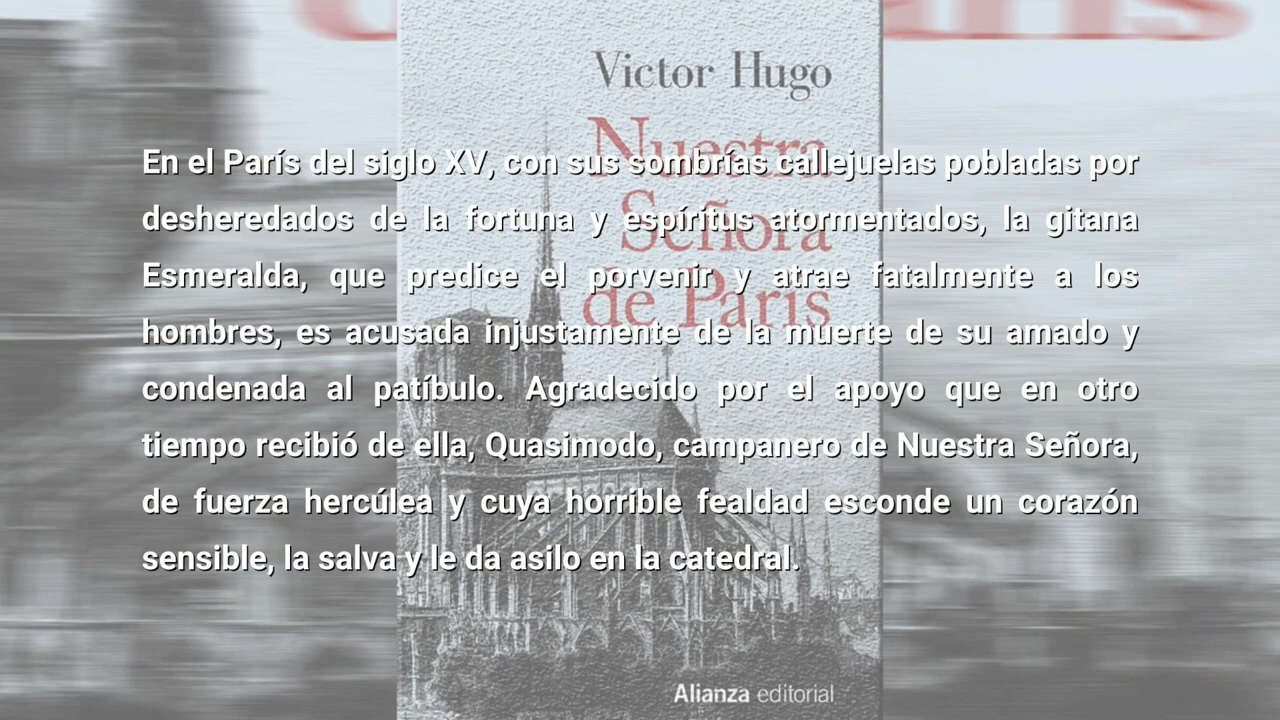 Victor Hugo
Nuestra
Señora
de París
En el París del siglo XV, con sus sombrías callejuelas pobladas por
desheredados de la fortuna y espíritus atormentados, la gitana
Esmeralda, que predice el porvenir y atrae fatalmente a los
hombres, es acusada injustamente de la muerte de su amado y
condenada al patíbulo. Agradecido por el apoyo que en otro
tiempo recibió de ella, Quasimodo, campanero de Nuestra Señora,
de fuerza hercúlea y cuya horrible fealdad esconde un corazón
sensible, la salva y le da asilo en la catedral.
Alianza editorial